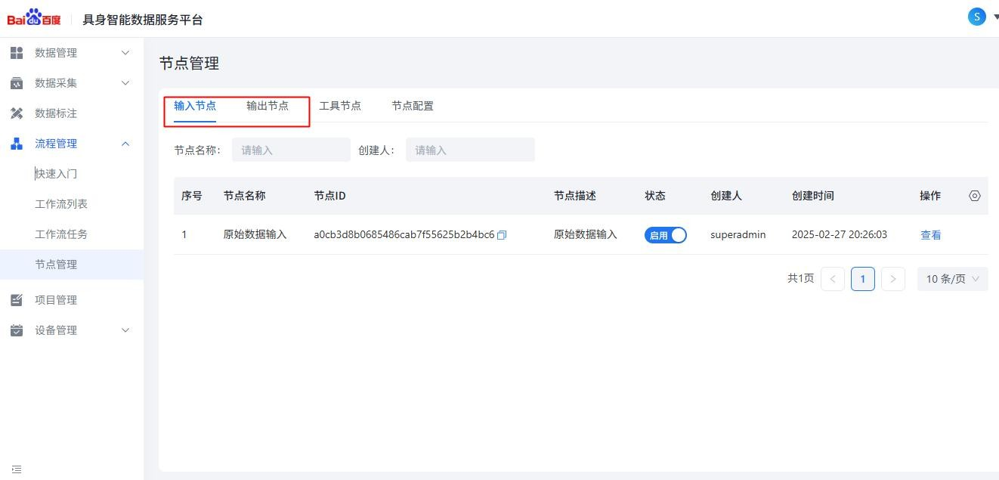 Bai du 百度 具身智能数据服务平台 S
数据管理
数据采集
数据标注
流程管理
快速入门
工作流列表
工作流任务
节点管理
项目管理
设备管理
节点管理
输入节点 输出节点 工具节点 节点配置
节点名称： 请输入 创建人： 请输入
序号 节点名称 节点ID 节点描述 状态 创建人 创建时间 操作
1 原始数据输入 a0cb3d8b0685486cab7f55625b2b4bc6 原始数据输入 启用 superadmin 2025-02-27 20:26:03 查看
共1页 < 1 > 10 条/页